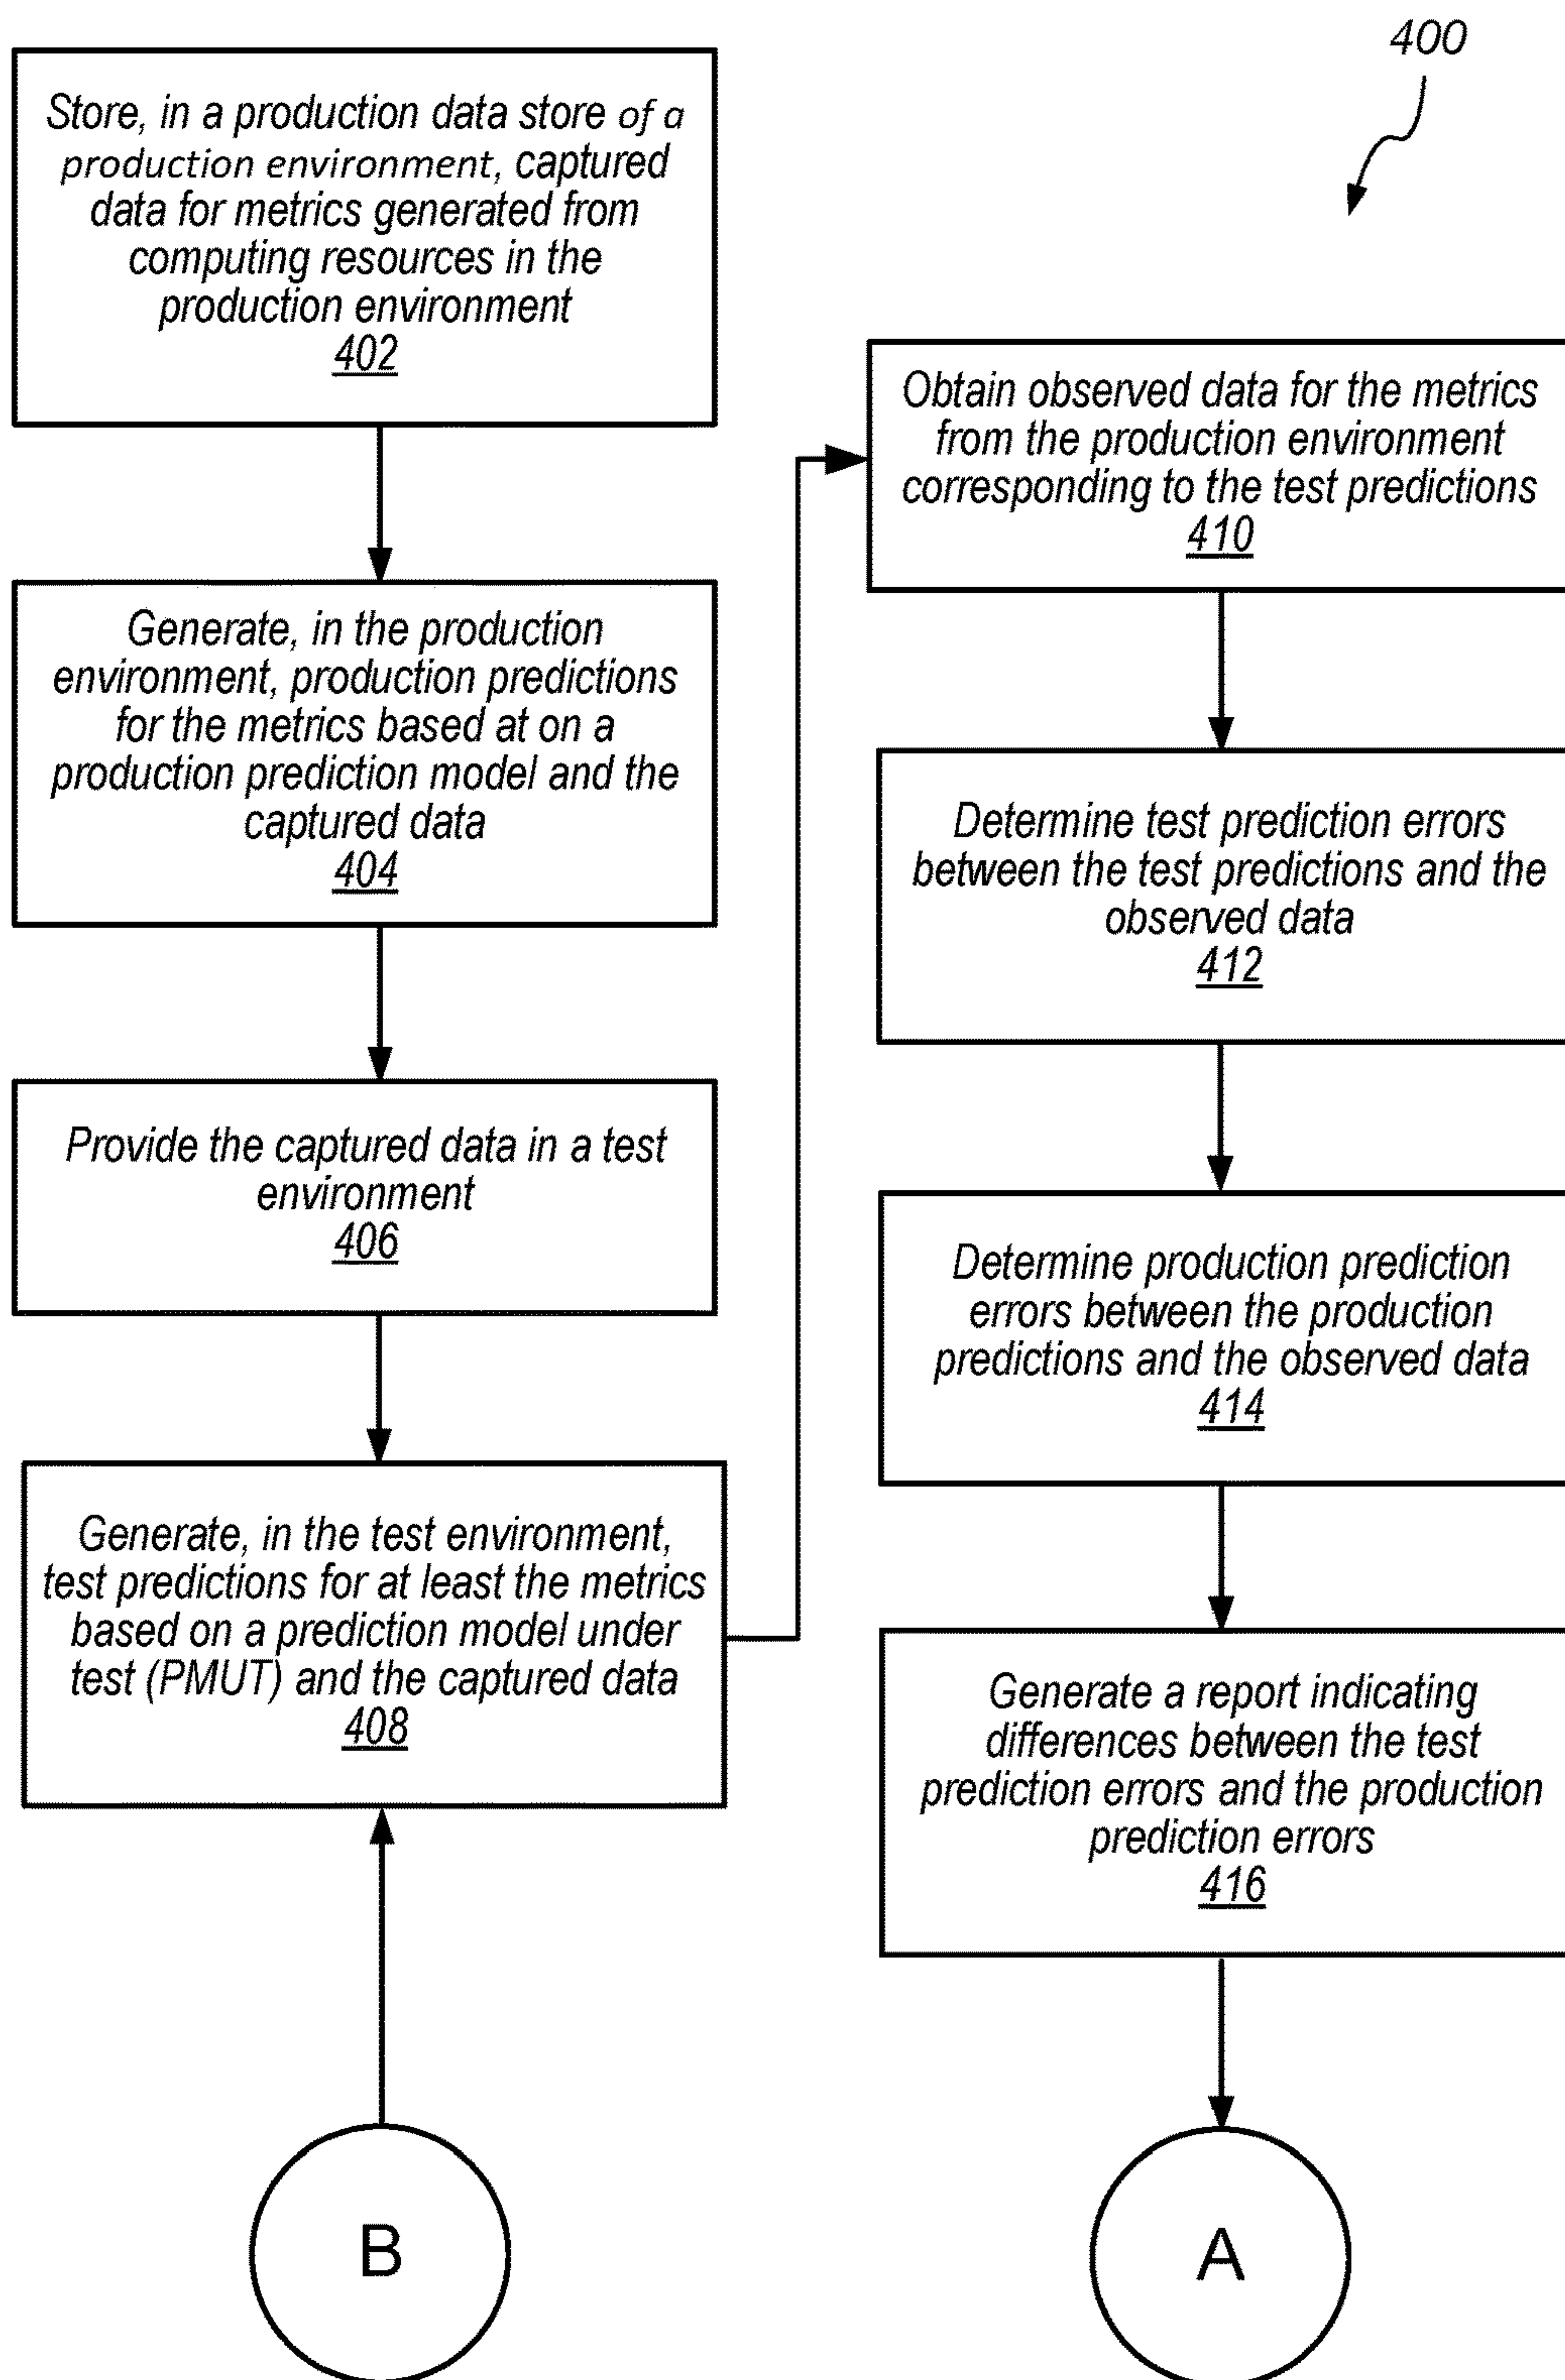 400
Store, in a production data store of a
production environment, captured
data for metrics generated from
computing resources in the
production environment
402
Generate, in the production
environment, production predictions
for the metrics based at on a
production prediction model and the
captured data
404
Provide the captured data in a test
environment
406
Generate, in the test environment,
test predictions for at least the metrics
based on a prediction model under
test (PMUT) and the captured data
408
B
Obtain observed data for the metrics
from the production environment
corresponding to the test predictions
410
Determine test prediction errors
between the test predictions and the
observed data
412
Determine production prediction
errors between the production
predictions and the observed data
414
Generate a report indicating
differences between the test
prediction errors and the production
prediction errors
416
A